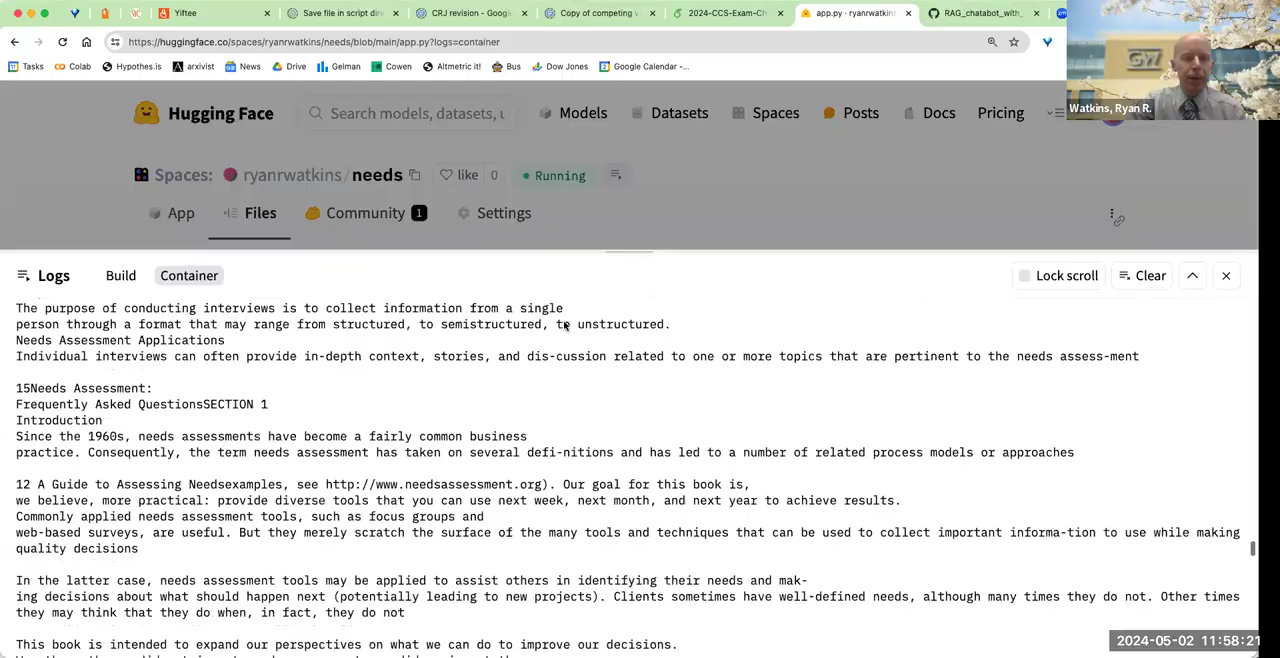 Yiftee
Save file in script dir
CRJ revision - Googl
Copy of competing v
2024-CCS-Exam-Ch
app.py · ryanrwatkin
RAG_chatabot_with_
https://huggingface.co/spaces/ryanrwatkins/needs/blob/main/app.py?logs=container
Tasks Colab Hypothes.is arxivist News Drive Gelman Cowen Altmetric it! Bus Dow Jones Google Calendar -...
GW
Watkins, Ryan R.
Hugging Face
Search models, datasets, u
Models Datasets Spaces Posts Docs Pricing
Spaces: ryanrwatkins/needs like 0 Running
App Files Community 1 Settings
Logs Build Container Lock scroll Clear
The purpose of conducting interviews is to collect information from a single
person through a format that may range from structured, to semistructured, to unstructured.
Needs Assessment Applications
Individual interviews can often provide in-depth context, stories, and dis-cussion related to one or more topics that are pertinent to the needs assess-ment
15Needs Assessment:
Frequently Asked QuestionsSECTION 1
Introduction
Since the 1960s, needs assessments have become a fairly common business
practice. Consequently, the term needs assessment has taken on several defi-nitions and has led to a number of related process models or approaches
12 A Guide to Assessing Needsexamples, see http://www.needsassessment.org). Our goal for this book is,
we believe, more practical: provide diverse tools that you can use next week, next month, and next year to achieve results.
Commonly applied needs assessment tools, such as focus groups and
web-based surveys, are useful. But they merely scratch the surface of the many tools and techniques that can be used to collect important informa-tion to use while making
quality decisions
In the latter case, needs assessment tools may be applied to assist others in identifying their needs and mak-
ing decisions about what should happen next (potentially leading to new projects). Clients sometimes have well-defined needs, although many times they do not. Other times
they may think that they do when, in fact, they do not
This book is intended to expand our perspectives on what we can do to improve our decisions.
2024-05-02 11:58:21